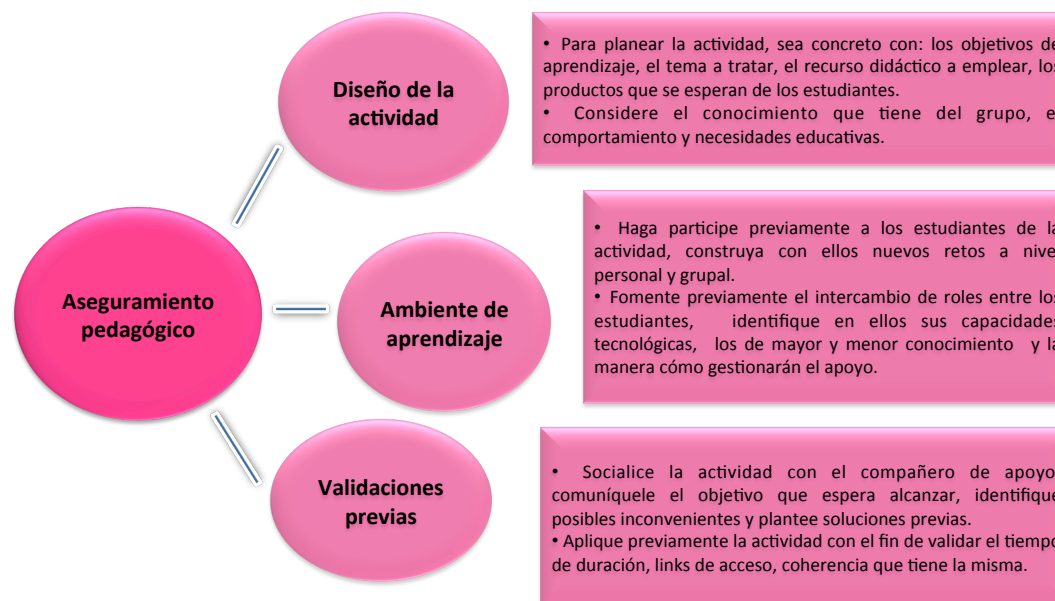 Diseño de la
actividad
• Para planear la actividad, sea concreto con: los objetivos de
aprendizaje, el tema a tratar, el recurso didáctico a emplear, los
productos que se esperan de los estudiantes.
• Considere el conocimiento que tiene del grupo, e
comportamiento y necesidades educativas.
Aseguramiento
pedagógico
Ambiente de
aprendizaje
• Haga participe previamente a los estudiantes de la
actividad, construya con ellos nuevos retos a nive
personal y grupal.
• Fomente previamente el intercambio de roles entre los
estudiantes, identifique en ellos sus capacidades
tecnológicas, los de mayor y menor conocimiento y la
manera cómo gestionarán el apoyo.
Validaciones
previas
• Socialice la actividad con el compañero de apoyo
comuníquele el objetivo que espera alcanzar, identifique
posibles inconvenientes y plantee soluciones previas.
• Aplique previamente la actividad con el fin de validar el tiempo
de duración, links de acceso, coherencia que tiene la misma.